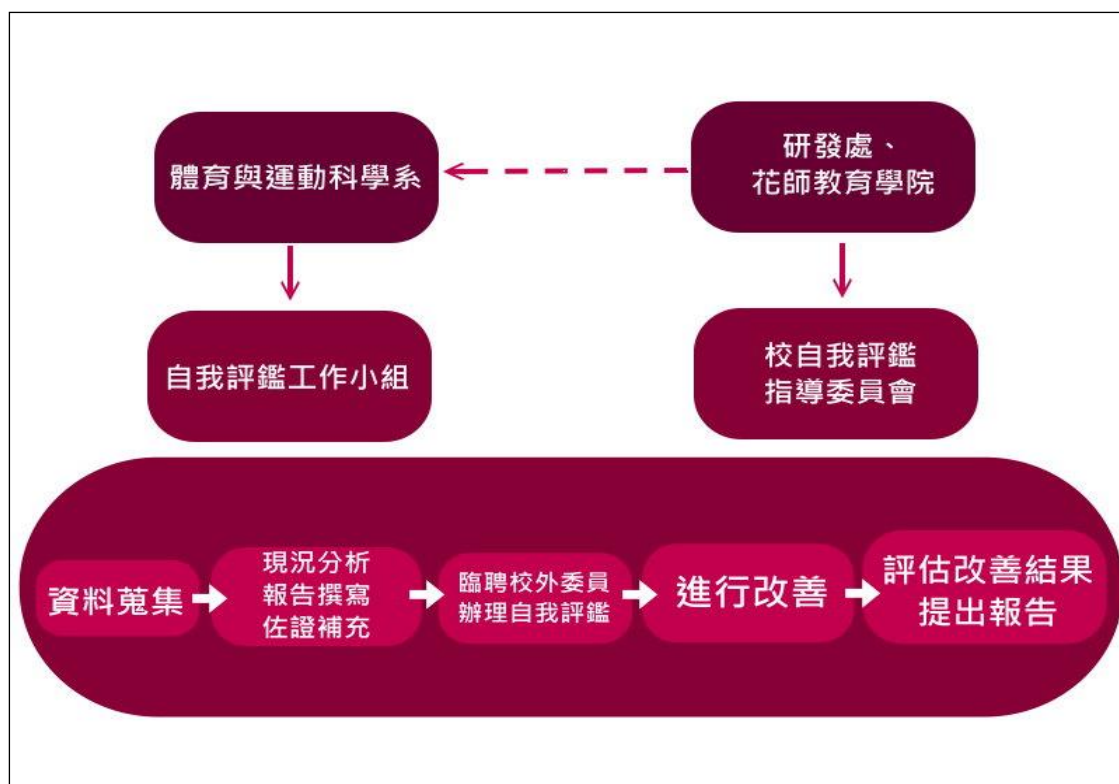 體育與運動科學系
研發處、
花師教育學院
自我評鑑工作小組
校自我評鑑
指導委員會
資料蒐集
現況分析
報告撰寫
佐證補充
臨聘校外委員
辦理自我評鑑
進行改善
評估改善結果
提出報告